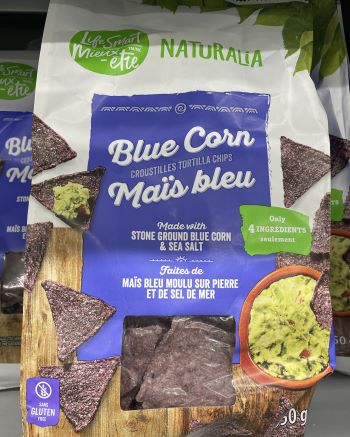 Life Smart
Mieux-être
NATURALiA
Blue Corn
CROUSTILLES TORTILLA CHIPS
Maïs bleu
Made with
STONE GROUND BLUE CORN
& SEA SALT
Faites de
MAÏS BLEU MOULU SUR PIERRE
ET DE SEL DE MER
Only
4 INGREDIENTS
seulement
SANS
GLUTEN
FREE
50 g